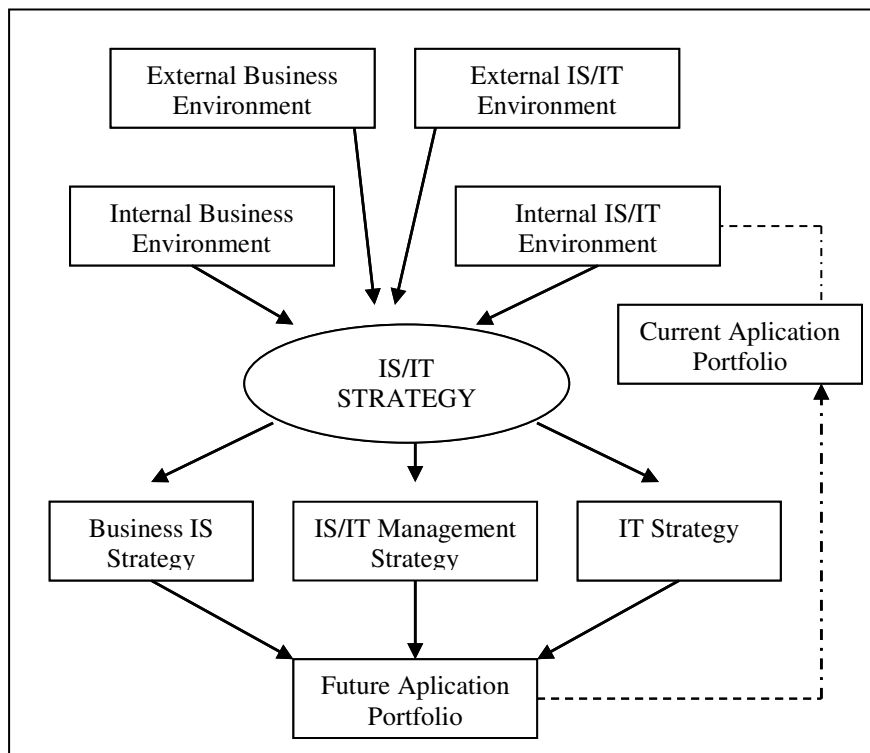 External Business
Environment
External IS/IT
Environment
Internal Business
Environment
Internal IS/IT
Environment
Current Aplication
Portfolio
IS/IT
STRATEGY
Business IS
Strategy
IS/IT Management
Strategy
IT Strategy
Future Aplication
Portfolio